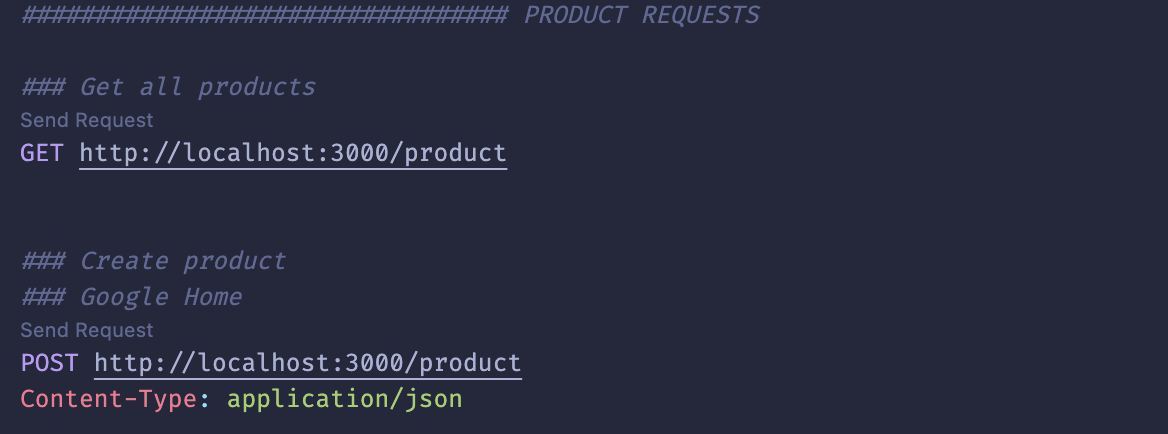 ################################# PRODUCT REQUESTS
### Get all products
Send Request
GET http://localhost:3000/product
### Create product
### Google Home
Send Request
POST http://localhost:3000/product
Content-Type: application/json